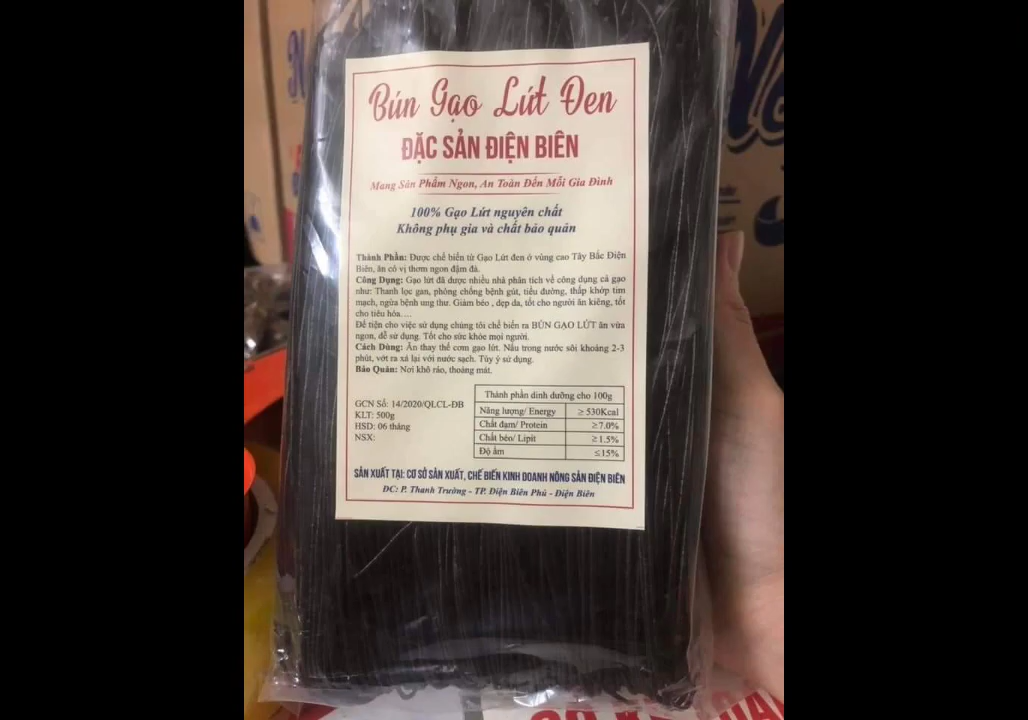 Bún Gạo Lứt Đen
ĐẶC SẢN ĐIỆN BIÊN
Mang Sản Phẩm Ngon, An Toàn Đến Mỗi Gia Đình
100% Gạo Lứt nguyên chất
Không phụ gia và chất bảo quản
Thành Phần: Được chế biến từ Gạo Lứt đen ở vùng cao Tây Bắc Điện
Biên, ăn có vị thơm ngon đậm đà.
Công Dụng: Gạo lứt đã được nhiều nhà phân tích về công dụng cả gạo
như: Thanh lọc gan, phòng chống bệnh gút, tiểu đường, thấp khớp tim
mạch, ngừa bệnh ung thư. Giảm béo , đẹp da, tốt cho người ăn kiêng, tốt
cho tiêu hóa....
Để tiện cho việc sử dụng chúng tôi chế biến ra BÚN GẠO LỨT ăn vừa
ngon, dễ sử dụng. Tốt cho sức khỏe mọi người.
Cách Dùng: Ăn thay thế cơm gạo lứt. Nấu trong nước sôi khoảng 2-3
phút, vớt ra xả lại với nước sạch. Tùy ý sử dụng.
Bảo Quản: Nơi khô ráo, thoáng mát.
GCN Số: 14/2020/QLCL-ĐB
KLT: 500g
HSD: 06 tháng
NSX:
Thành phần dinh dưỡng cho 100g
Năng lượng/ Energy ≥ 530Kcal
Chất đạm/ Protein ≥7.0%
Chất béo/ Lipit ≥1.5%
Độ ẩm ≤15%
SẢN XUẤT TẠI: CƠ SỞ SẢN XUẤT, CHẾ BIẾN KINH DOANH NÔNG SẢN ĐIỆN BIÊN
ĐC: P. Thanh Trường - TP. Điện Biên Phủ - Điện Biên